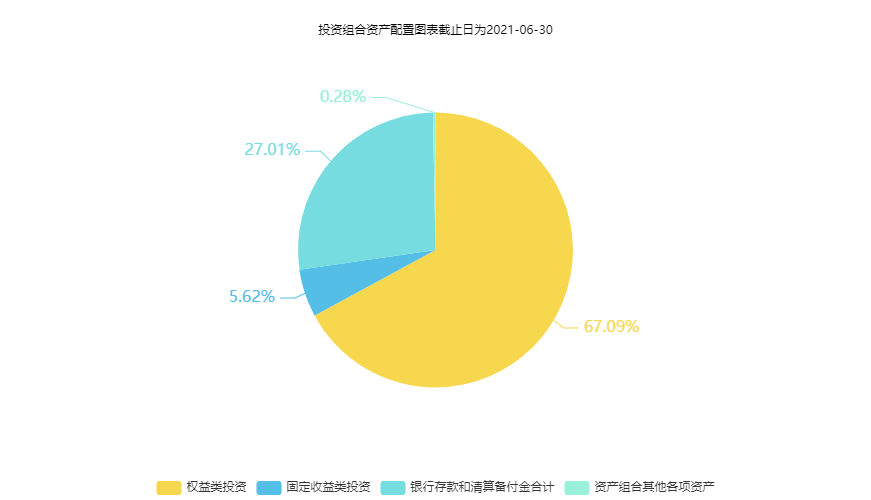 投资组合资产配置图表截止日为2021-06-30
0.28%
27.01%
5.62%
67.09%
权益类投资 固定收益类投资 银行存款和清算备付金合计 资产组合其他各项资产